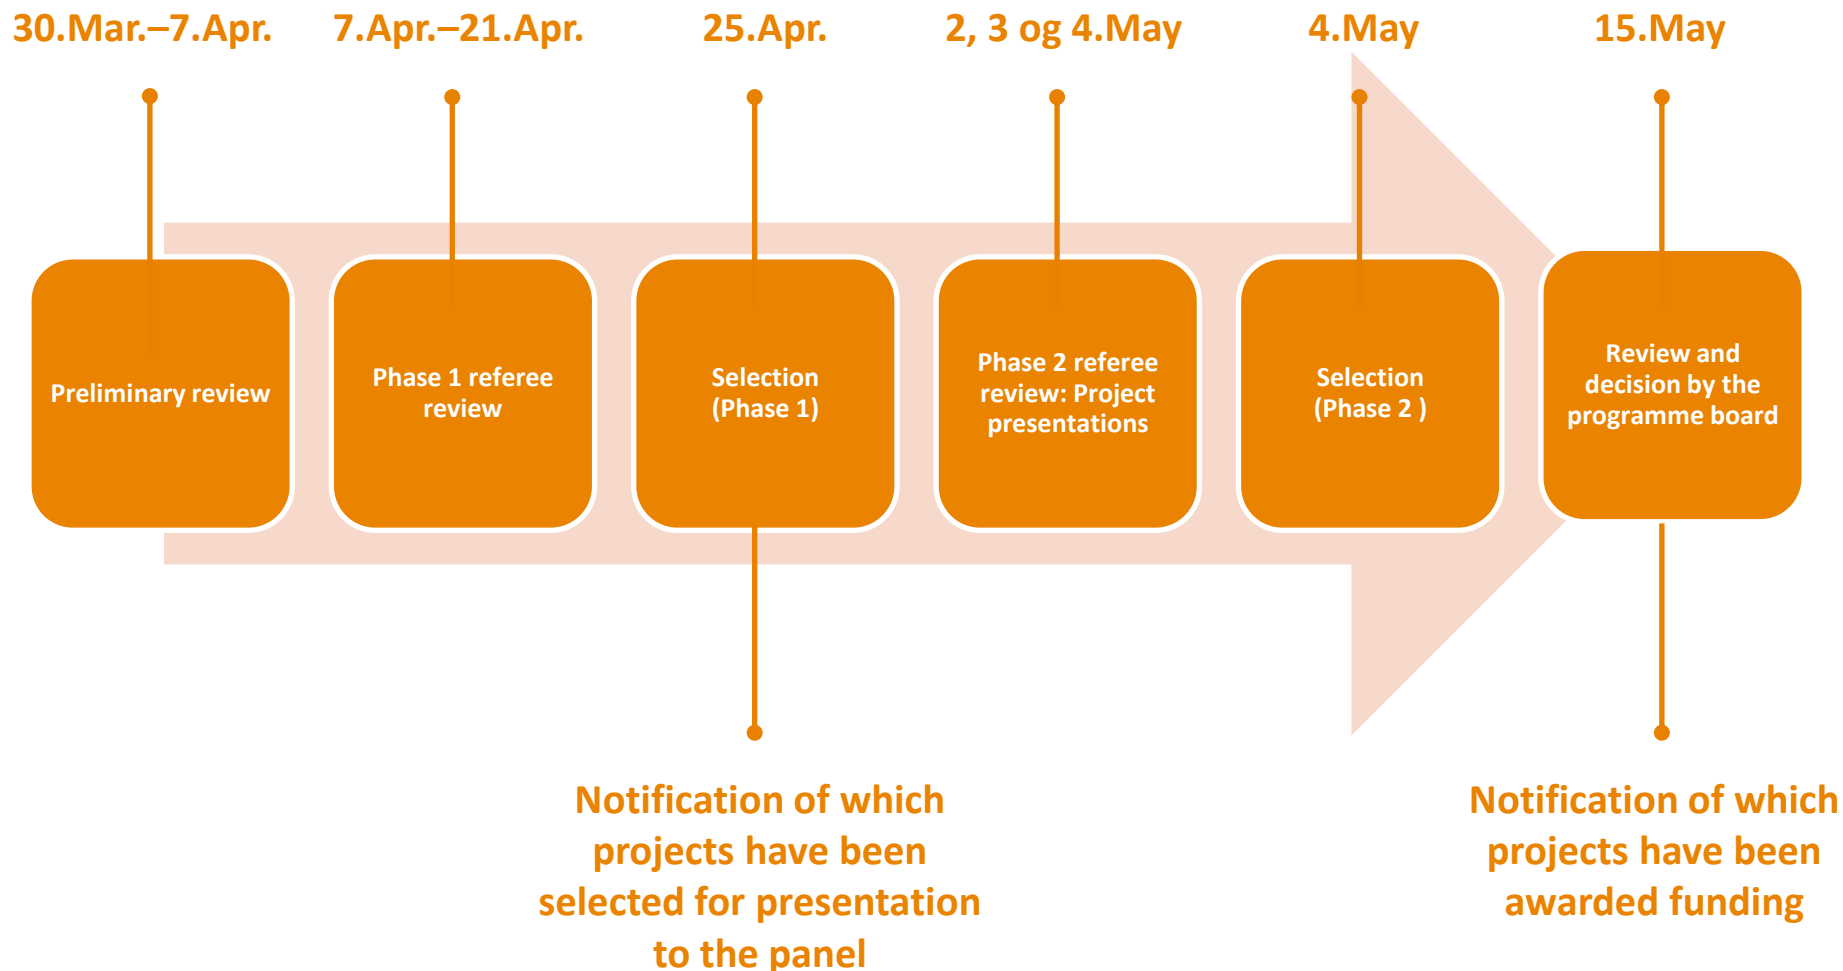 30.Mar.–7.Apr.
7.Apr.–21.Apr.
25.Apr.
2, 3 og 4.May
4.May
15.May
Preliminary review
Phase 1 referee
review
Selection
(Phase 1)
Phase 2 referee
review: Project
presentations
Selection
(Phase 2 )
Review and
decision by the
programme board
Notification of which
projects have been
selected for presentation
to the panel
Notification of which
projects have been
awarded funding